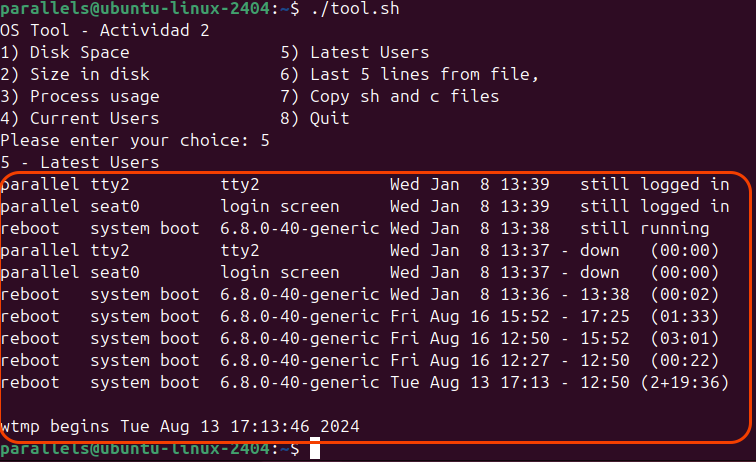 parallels@ubuntu-linux-2404:~$ ./tool.sh
OS Tool - Actividad 2
1) Disk Space                 5) Latest Users
2) Size in disk               6) Last 5 lines from file,
3) Process usage              7) Copy sh and c files
4) Current Users              8) Quit
Please enter your choice: 5
5 - Latest Users
parallel tty2         tty2             Wed Jan  8 13:39   still logged in
parallel seat0        login screen     Wed Jan  8 13:39   still logged in
reboot   system boot  6.8.0-40-generic Wed Jan  8 13:38   still running
parallel tty2         tty2             Wed Jan  8 13:37 - down   (00:00)
parallel seat0        login screen     Wed Jan  8 13:37 - down   (00:00)
reboot   system boot  6.8.0-40-generic Wed Jan  8 13:36 - 13:38  (00:02)
reboot   system boot  6.8.0-40-generic Fri Aug 16 15:52 - 17:25  (01:33)
reboot   system boot  6.8.0-40-generic Fri Aug 16 12:50 - 15:52  (03:01)
reboot   system boot  6.8.0-40-generic Fri Aug 16 12:27 - 12:50  (00:22)
reboot   system boot  6.8.0-40-generic Tue Aug 13 17:13 - 12:50 (2+19:36)
wtmp begins Tue Aug 13 17:13:46 2024
parallels@ubuntu-linux-2404:~$